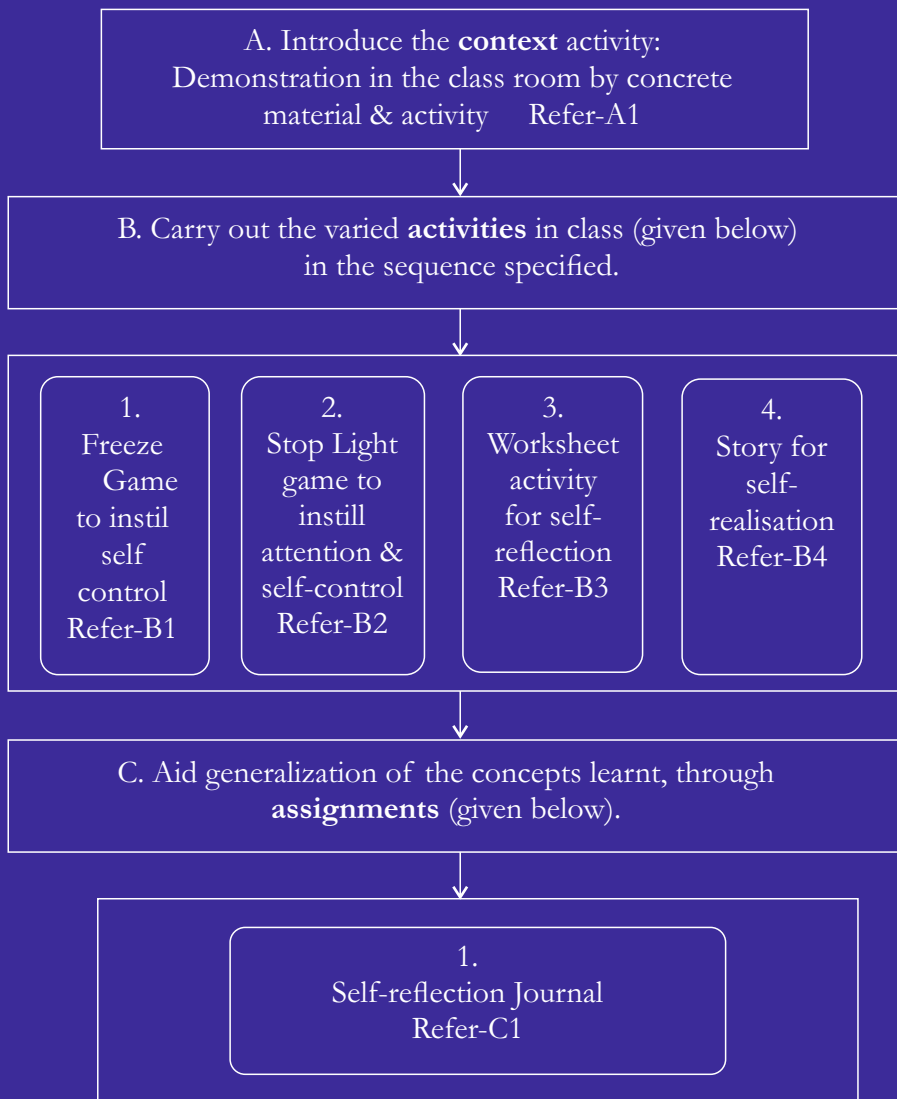 A. Introduce the context activity:
Demonstration in the class room by concrete
material & activity Refer-A1
B. Carry out the varied activities in class (given below)
in the sequence specified.
1.
Freeze
Game
to instil
self
control
Refer-B1
2.
Stop Light
game to
instill
attention &
self-control
Refer-B2
3.
Worksheet
activity
for self-
reflection
Refer-B3
4.
Story for
self-
realisation
Refer-B4
C. Aid generalization of the concepts learnt, through
assignments (given below).
1.
Self-reflection Journal
Refer-C1